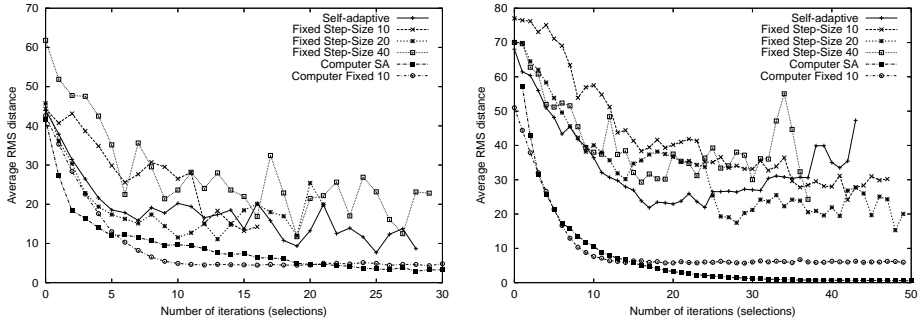 70
60
50
40
30
20
10
0
0 5 10 15 20 25 30
Average RMS distance
Number of iterations (selections)
Self-adaptive
Fixed Step-Size 10
Fixed Step-Size 20
Fixed Step-Size 40
Computer SA
Computer Fixed 10
80
70
60
50
40
30
20
10
0
0 10 20 30 40 50
Average RMS distance
Number of iterations (selections)
Self-adaptive
Fixed Step-Size 10
Fixed Step-Size 20
Fixed Step-Size 40
Computer SA
Computer Fixed 10